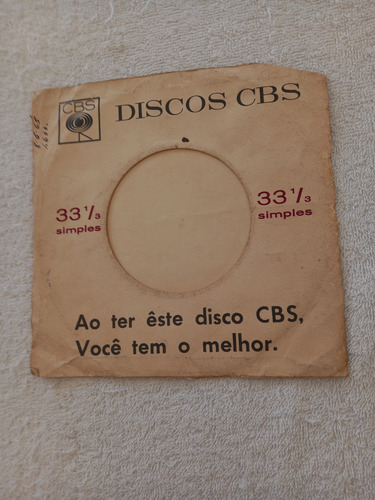 CBS
DISCOS CBS
33 1/3
simples
33 1/3
simples
Ao ter êste disco CBS,
Você tem o melhor.